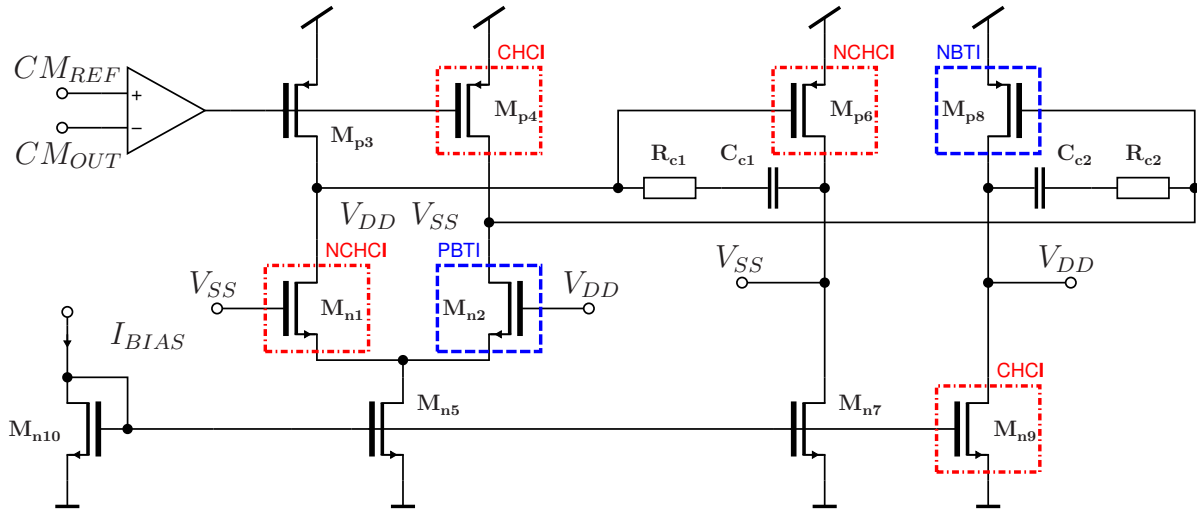 CHCI
NCHCI
NBTI
CM_REF
+
−
CM_OUT
M_p3
M_p4
M_p6
M_p8
R_c1
C_c1
C_c2
R_c2
V_DD
V_SS
NCHCI
PBTI
V_SS
V_DD
V_SS
V_DD
M_n1
M_n2
I_BIAS
CHCI
M_n10
M_n5
M_n7
M_n9